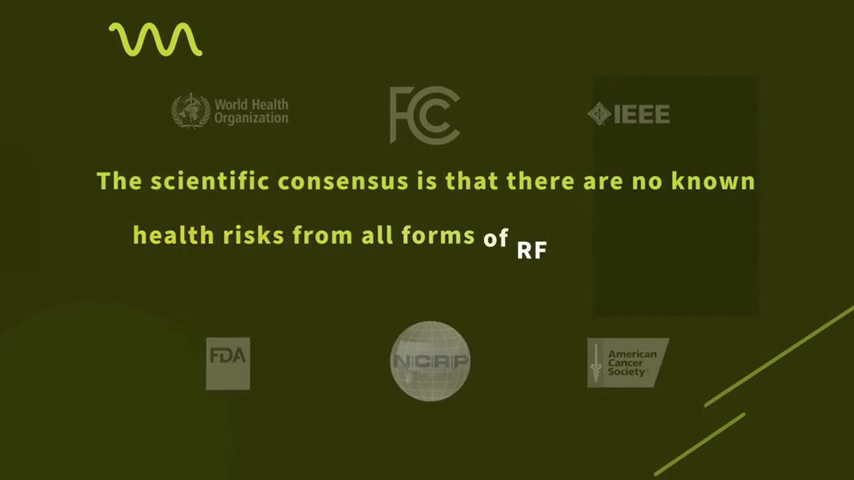 World Health
Organization
FCC
IEEE
The scientific consensus is that there are no known
health risks from all forms of RF
FDA
NCRP
American
Cancer
Society